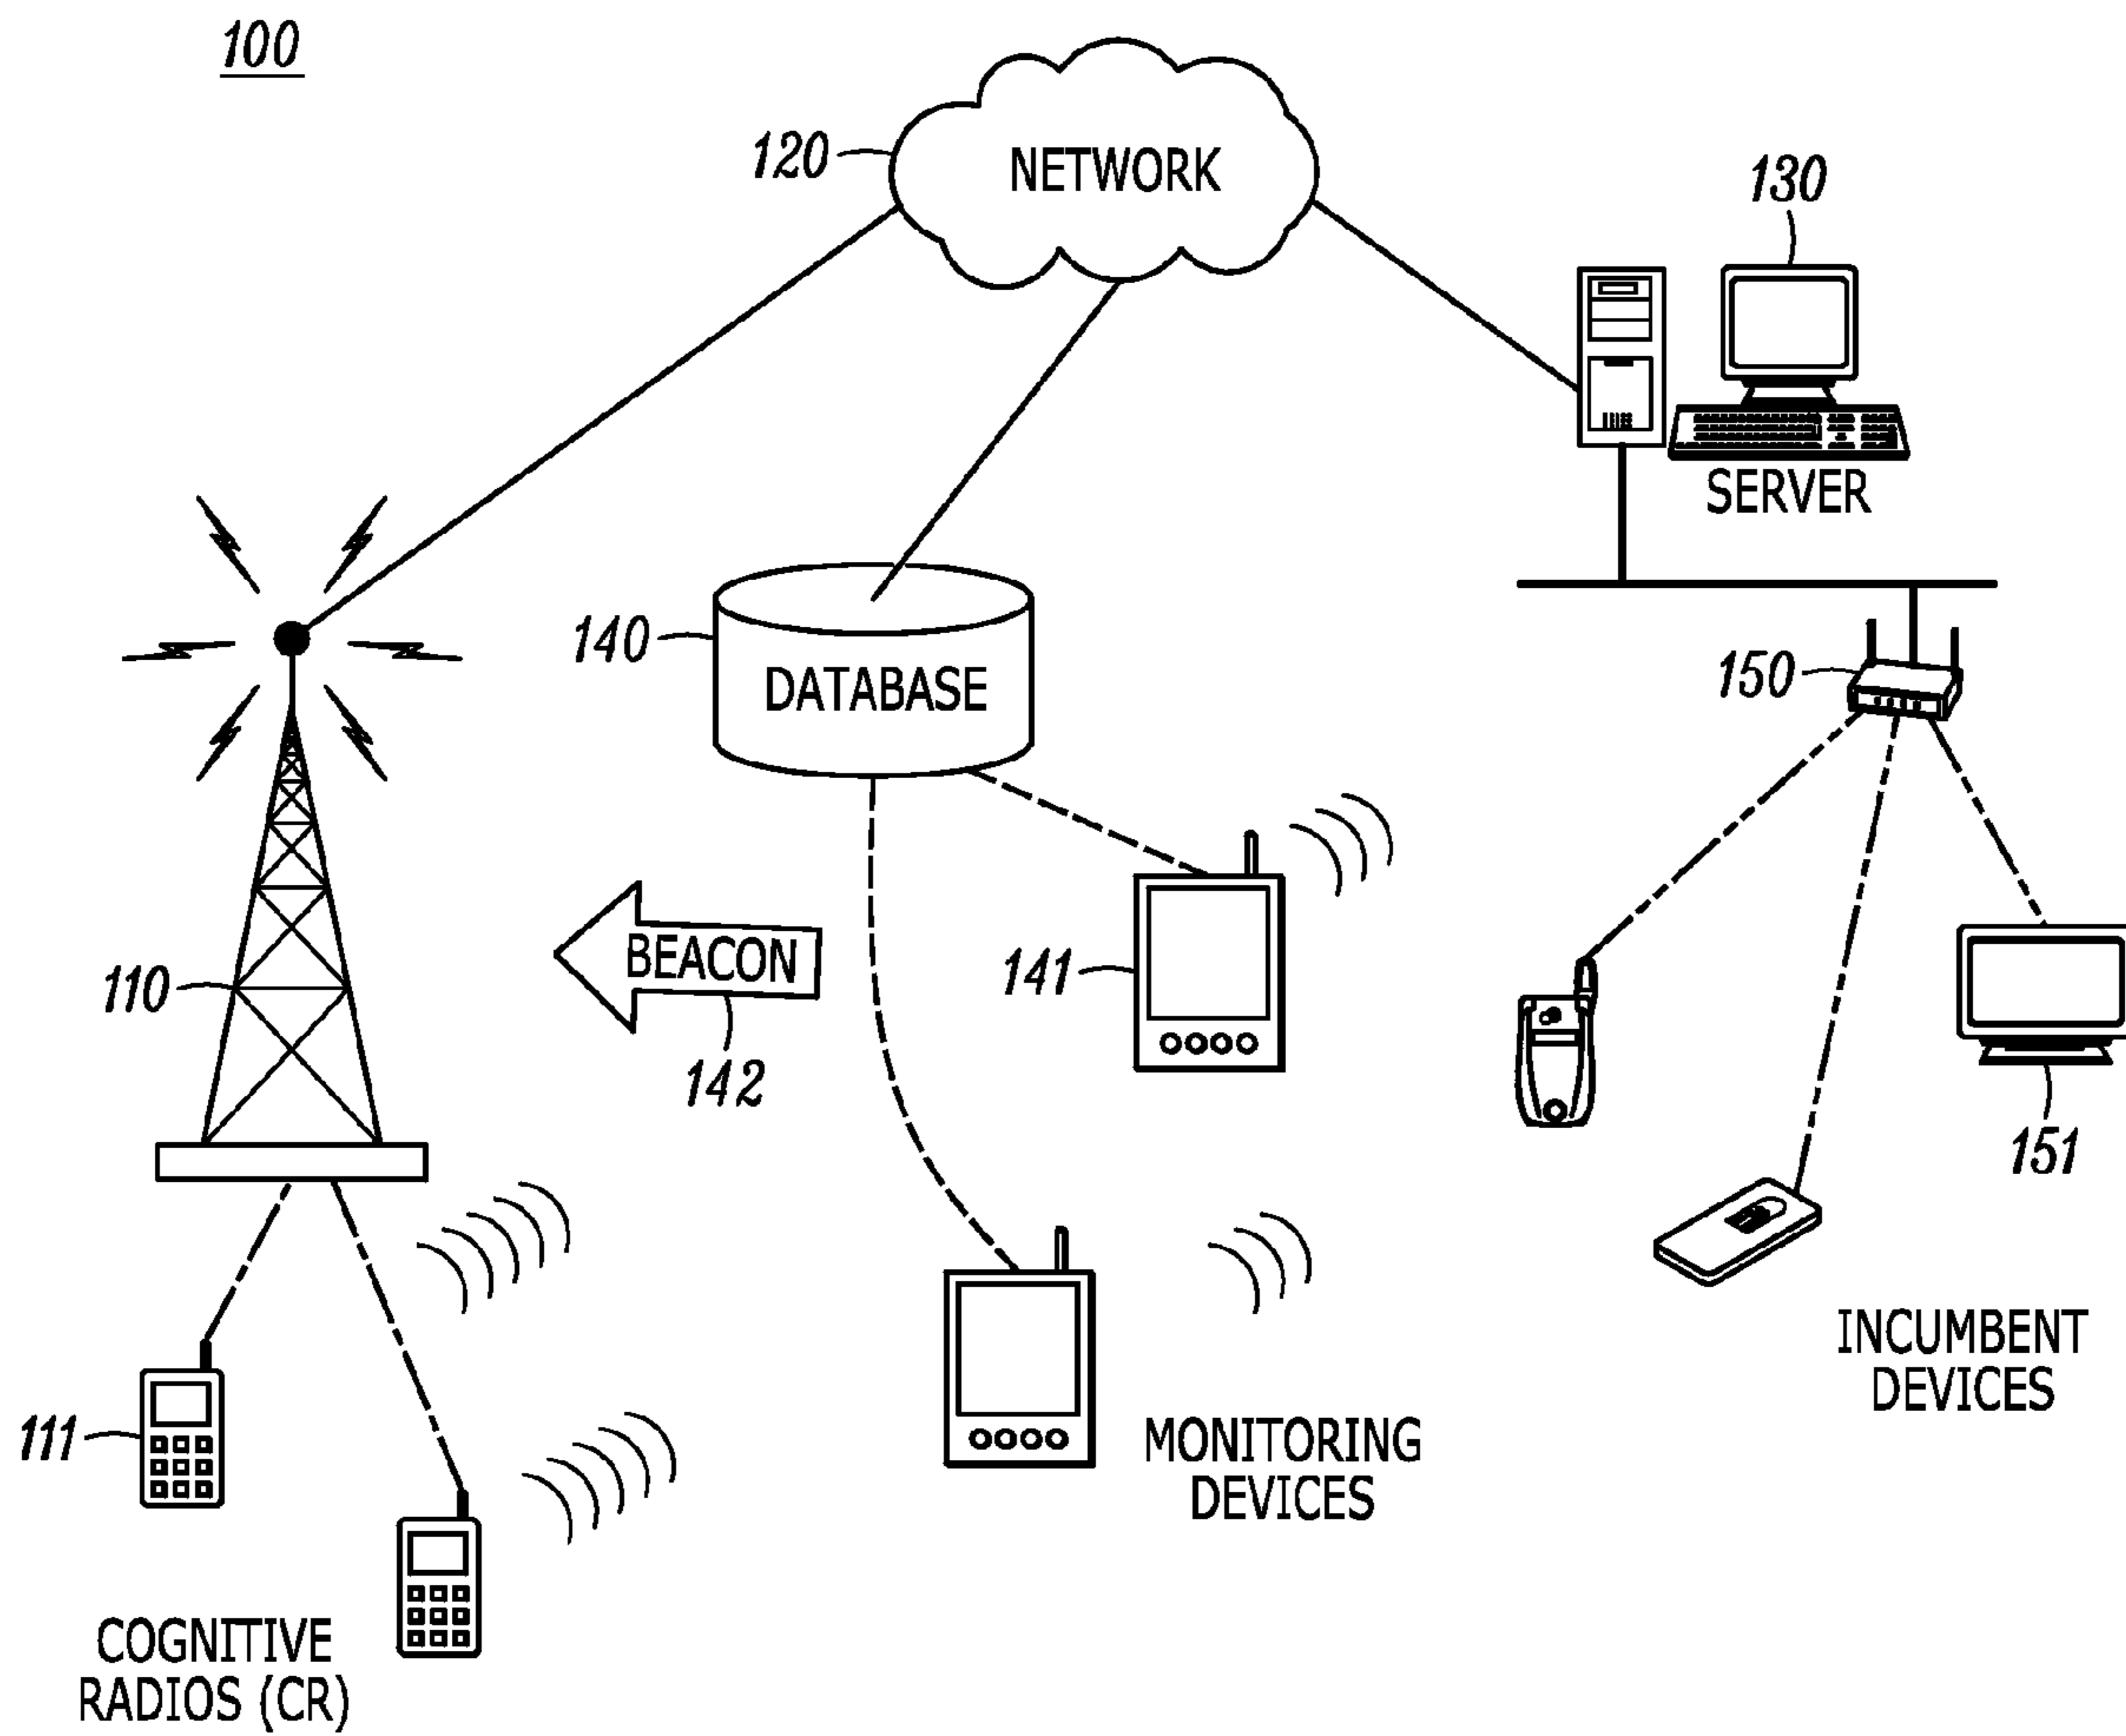 100
120
NETWORK
130
SERVER
140
DATABASE
150
110
BEACON
141
142
151
111
INCUMBENT
DEVICES
MONITORING
DEVICES
COGNITIVE
RADIOS (CR)